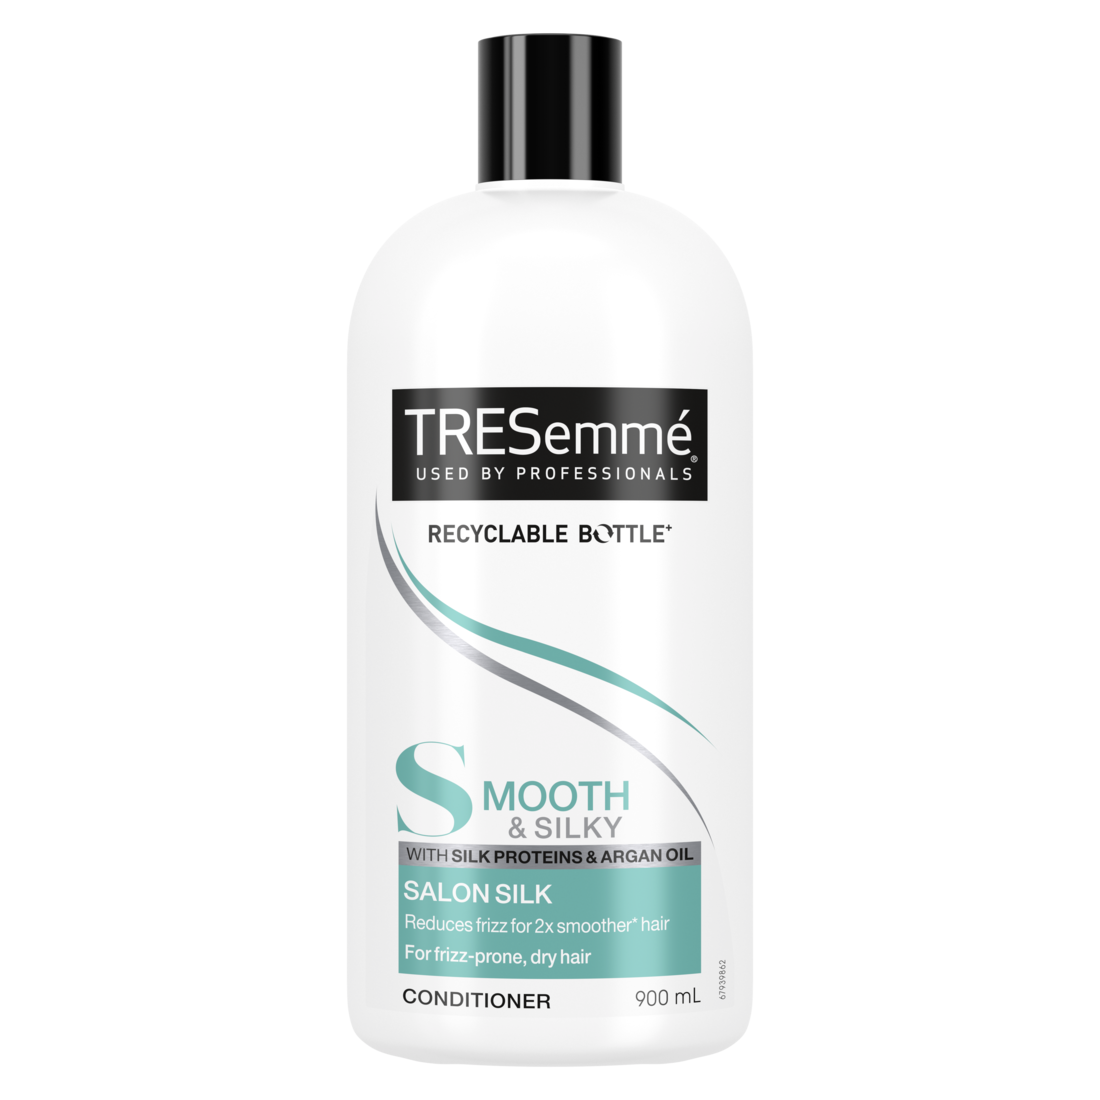 TRESemmé®
USED BY PROFESSIONALS
RECYCLABLE BOTTLE⁺
SMOOTH
& SILKY
WITH SILK PROTEINS & ARGAN OIL
SALON SILK
Reduces frizz for 2x smoother* hair
For frizz-prone, dry hair
CONDITIONER 900 mL
67939862